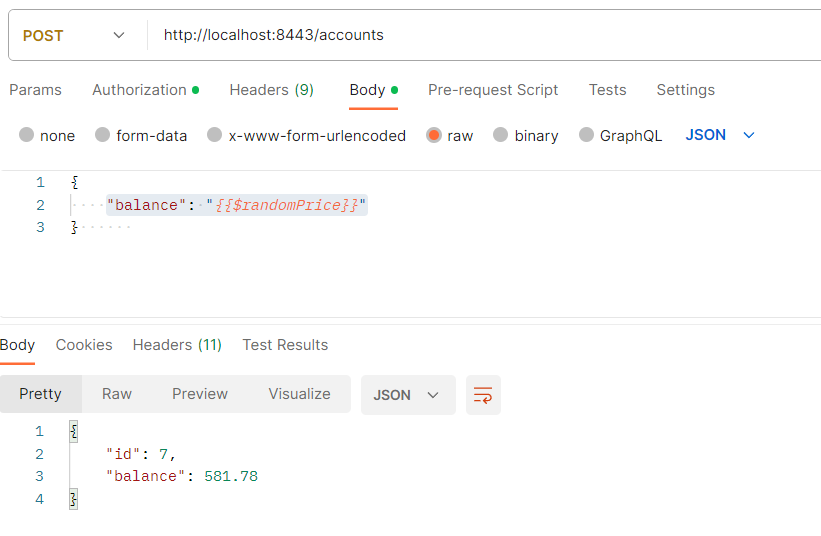 POST http://localhost:8443/accounts
Params Authorization Headers (9) Body Pre-request Script Tests Settings
none form-data x-www-form-urlencoded raw binary GraphQL JSON
1 {
2 "balance": "{{$randomPrice}}"
3 }
Body Cookies Headers (11) Test Results
Pretty Raw Preview Visualize JSON
1 {
2 "id": 7,
3 "balance": 581.78
4 }